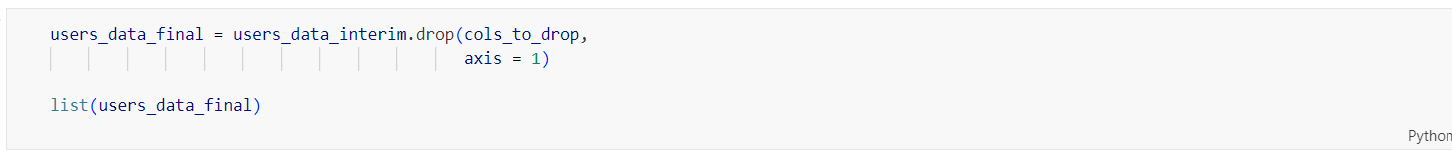 users_data_final = users_data_interim.drop(cols_to_drop,
axis = 1)
list(users_data_final)
Python